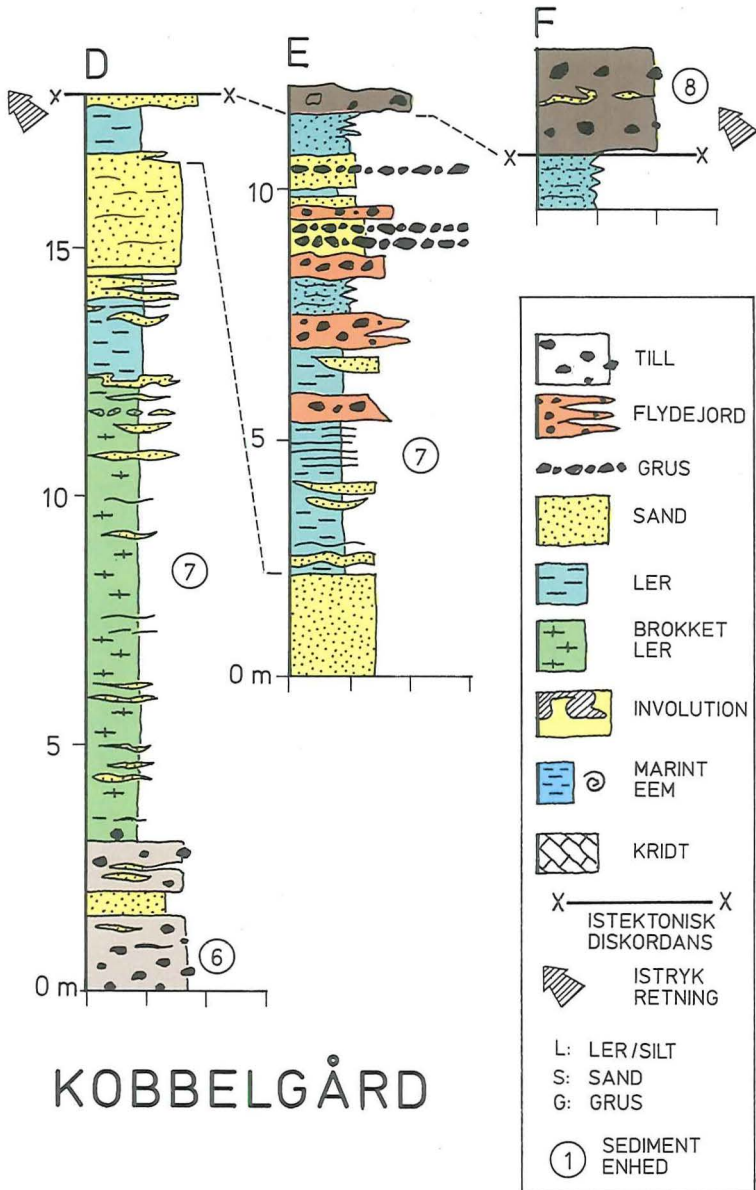 D
E
F
15
10
5
0 m
7
6
10
5
0 m
7
8
TILL
FLYDEJORD
GRUS
SAND
LER
BROKKET
LER
INVOLUTION
MARINT
EEM
KRIDT
X X
ISTEKTONISK
DISKORDANS
ISTRYK
RETNING
L: LER/SILT
S: SAND
G: GRUS
1 SEDIMENT
ENHED
X X
X X
KOBBELGÅRD